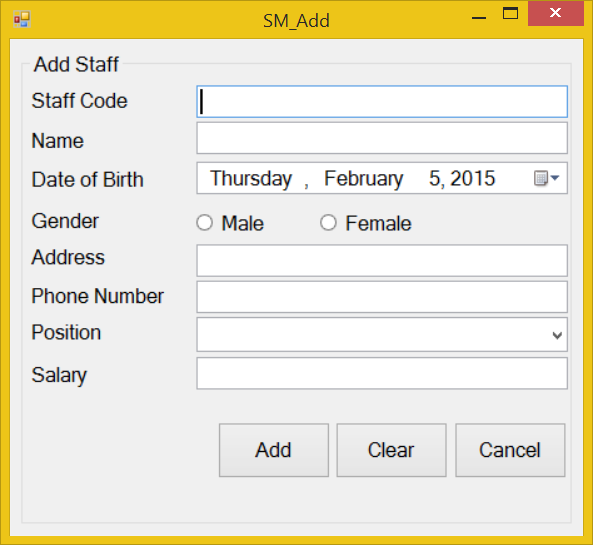 SM_Add
Add Staff
Staff Code
Name
Date of Birth Thursday , February 5, 2015
Gender Male Female
Address
Phone Number
Position
Salary
Add Clear Cancel